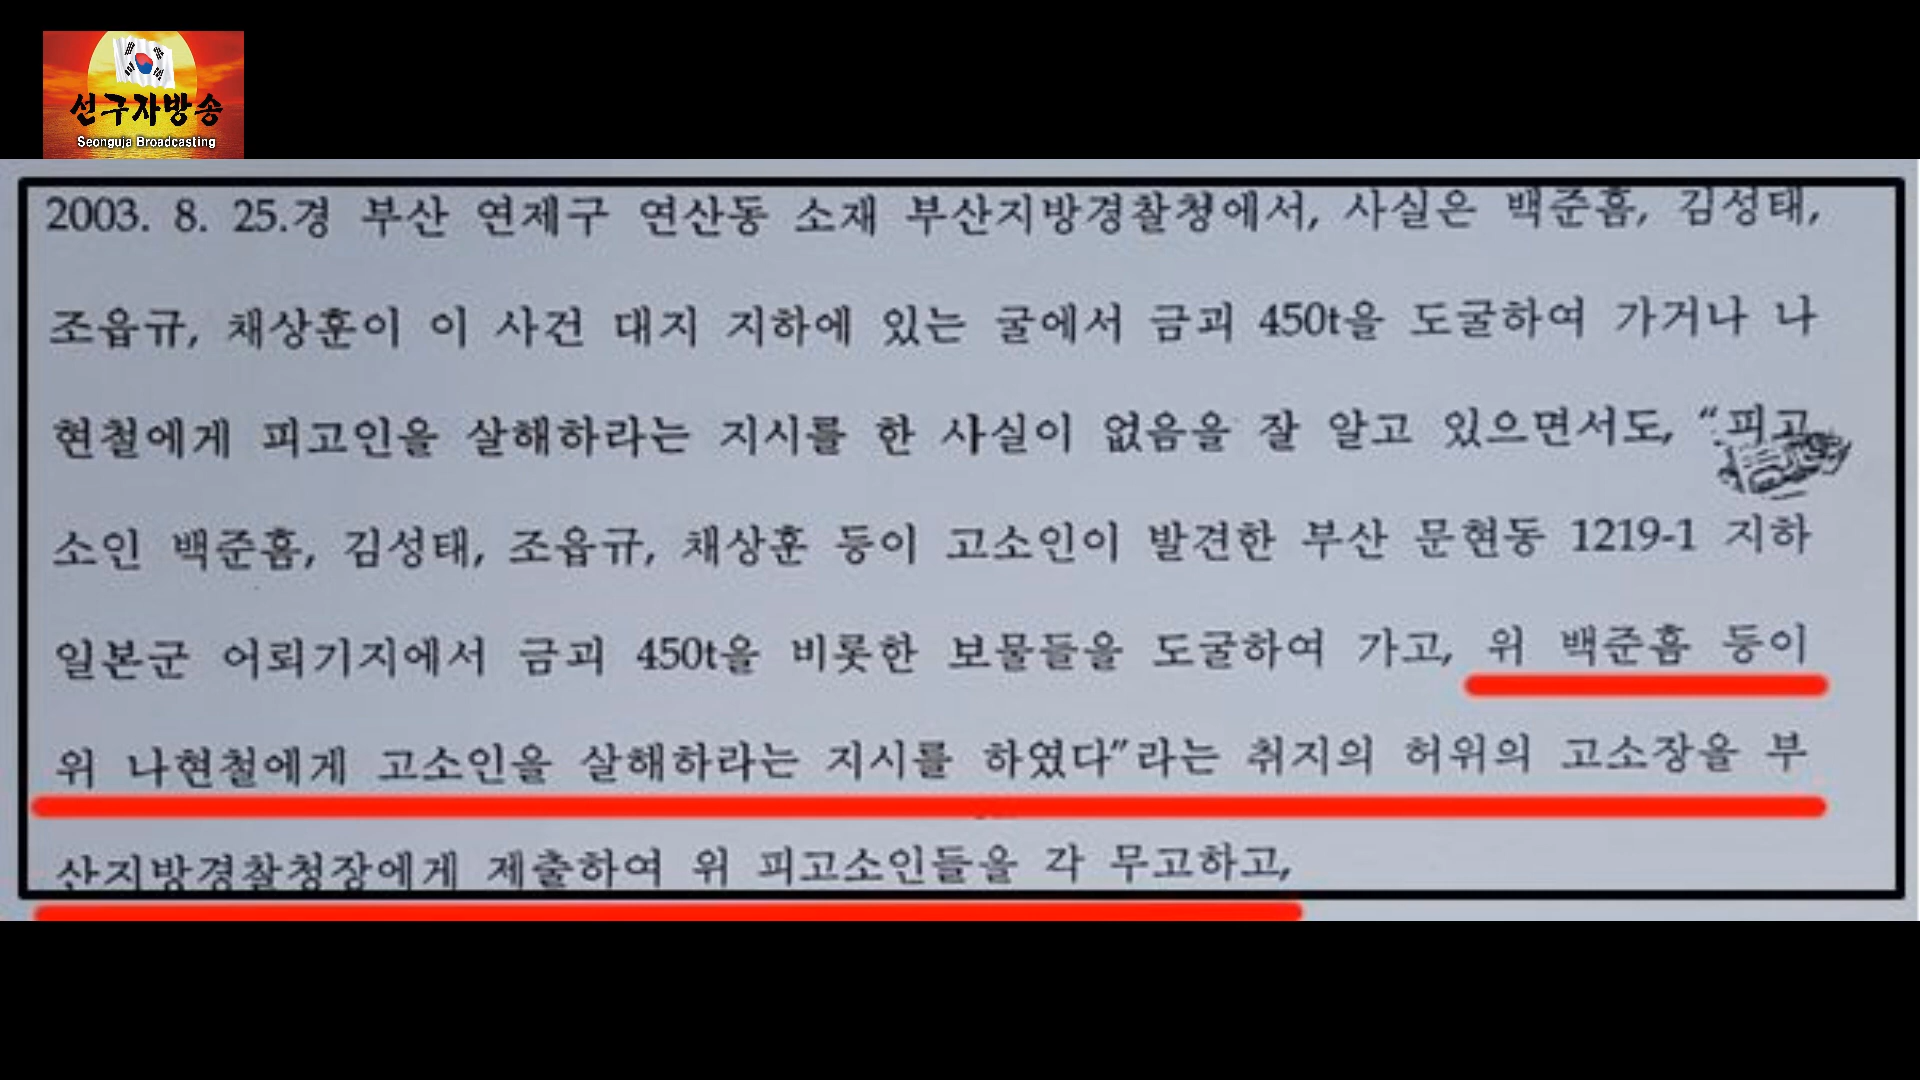 선구자방송
Seonguja Broadcasting
2003. 8. 25.경 부산 연제구 연산동 소재 부산지방경찰청에서, 사실은 백준흠, 김성태,
조읍규, 채상훈이 이 사건 대지 지하에 있는 굴에서 금괴 450t을 도굴하여 가거나 나
현철에게 피고인을 살해하라는 지시를 한 사실이 없음을 잘 알고 있으면서도, “피고
소인 백준흠, 김성태, 조읍규, 채상훈 등이 고소인이 발견한 부산 문현동 1219-1 지하
일본군 어뢰기지에서 금괴 450t을 비롯한 보물들을 도굴하여 가고, 위 백준흠 등이
위 나현철에게 고소인을 살해하라는 지시를 하였다”라는 취지의 허위의 고소장을 부
산지방경찰청장에게 제출하여 위 피고소인들을 각 무고하고,